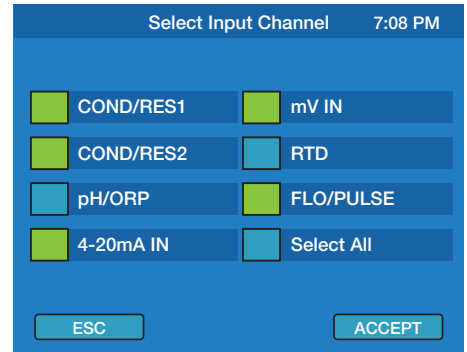 Select Input Channel 7:08 PM
COND/RES1 mV IN
COND/RES2 RTD
pH/ORP FLO/PULSE
4-20mA IN Select All
ESC ACCEPT